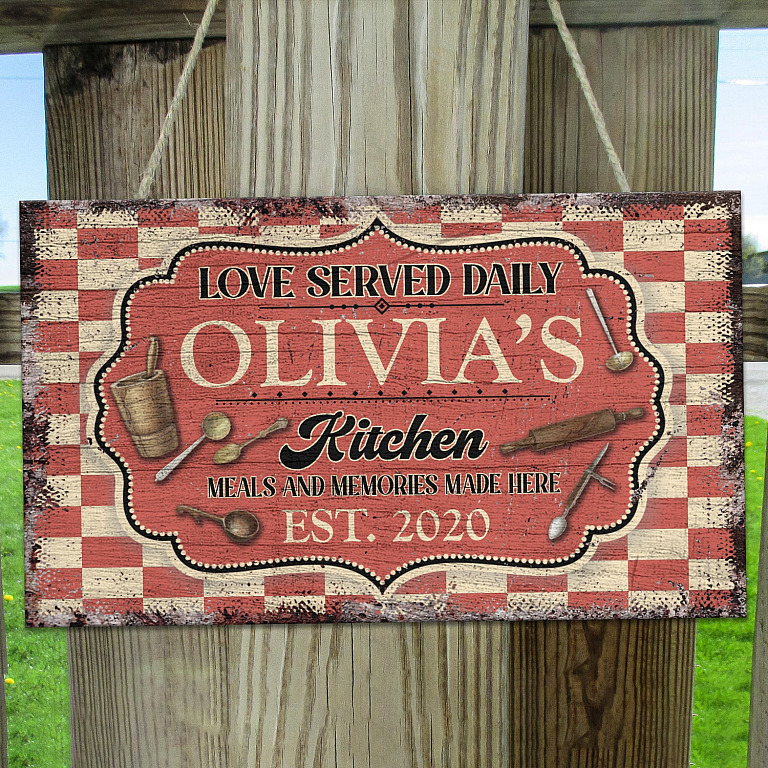 LOVE SERVED DAILY
OLIVIA'S
Kitchen
MEALS AND MEMORIES MADE HERE
EST. 2020